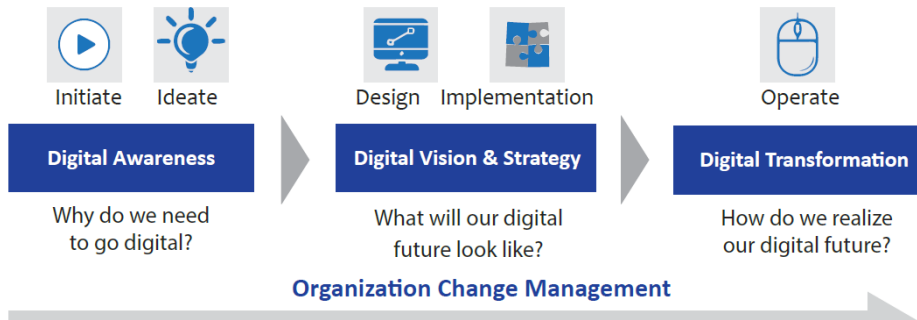 Initiate Ideate Design Implementation Operate
Digital Awareness Digital Vision & Strategy Digital Transformation
Why do we need
to go digital?
What will our digital
future look like?
How do we realize
our digital future?
Organization Change Management